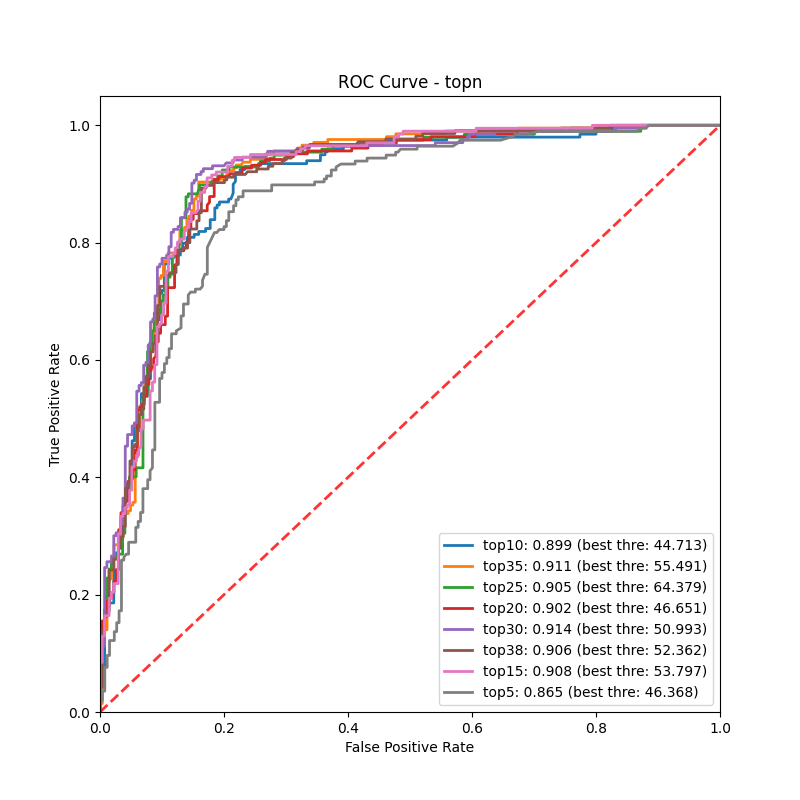 ROC Curve - topn
True Positive Rate
1.0
0.8
0.6
0.4
0.2
0.0
top10: 0.899 (best thre: 44.713)
top35: 0.911 (best thre: 55.491)
top25: 0.905 (best thre: 64.379)
top20: 0.902 (best thre: 46.651)
top30: 0.914 (best thre: 50.993)
top38: 0.906 (best thre: 52.362)
top15: 0.908 (best thre: 53.797)
top5: 0.865 (best thre: 46.368)
0.0 0.2 0.4 0.6 0.8 1.0
False Positive Rate